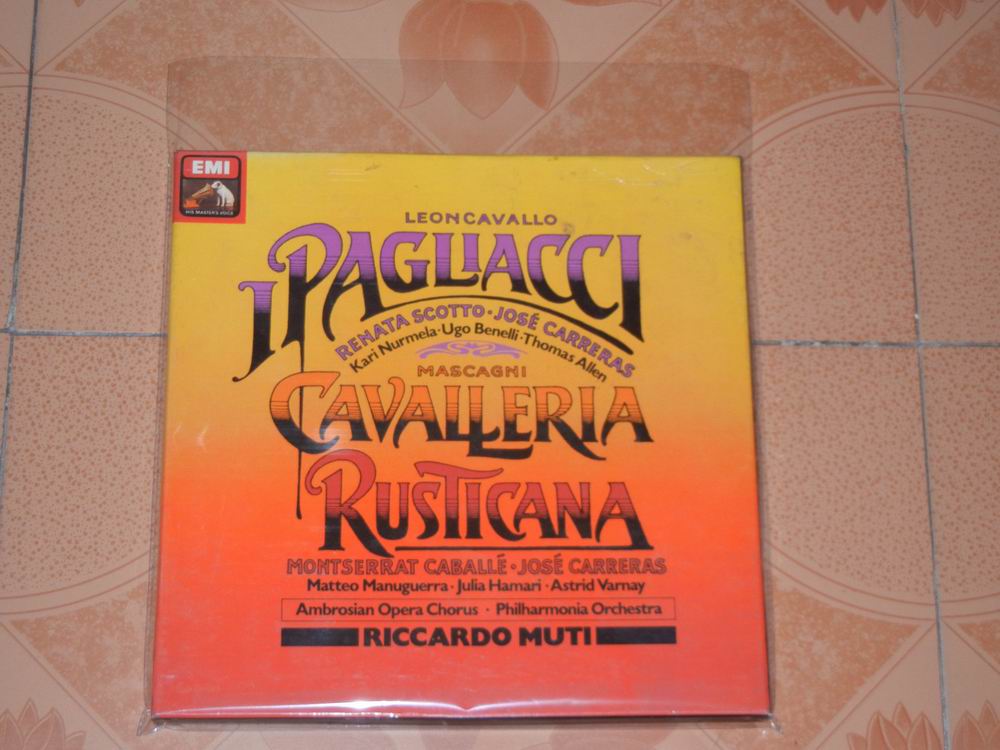 EMI
HIS MASTER'S VOICE
LEONCAVALLO
I PAGLIACCI
RENATA SCOTTO · JOSÉ CARRERAS
Kari Nurmela · Ugo Benelli · Thomas Allen
MASCAGNI
CAVALLERIA
RUSTICANA
MONTSERRAT CABALLÉ · JOSÉ CARRERAS
Matteo Manuguerra · Julia Hamari · Astrid Varnay
Ambrosian Opera Chorus · Philharmonia Orchestra
RICCARDO MUTI